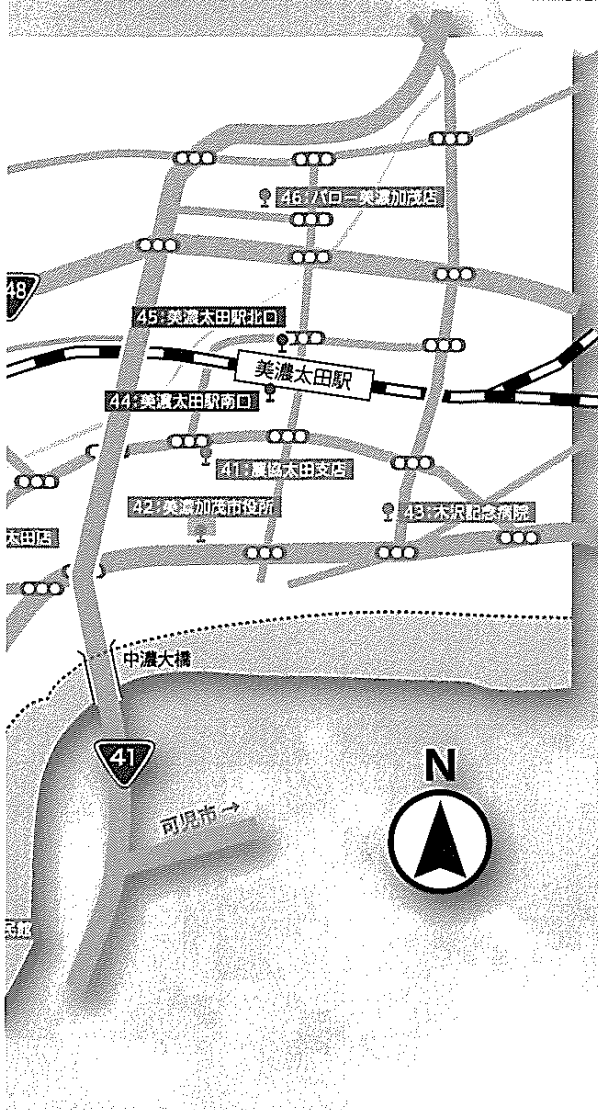 46:バロー美濃加茂店
48
45:美濃太田駅北口
美濃太田駅
44:美濃太田駅南口
41:農協太田支店
42:美濃加茂市役所
43:木沢記念病院
太田店
中濃大橋
41
N
可児市→
民館